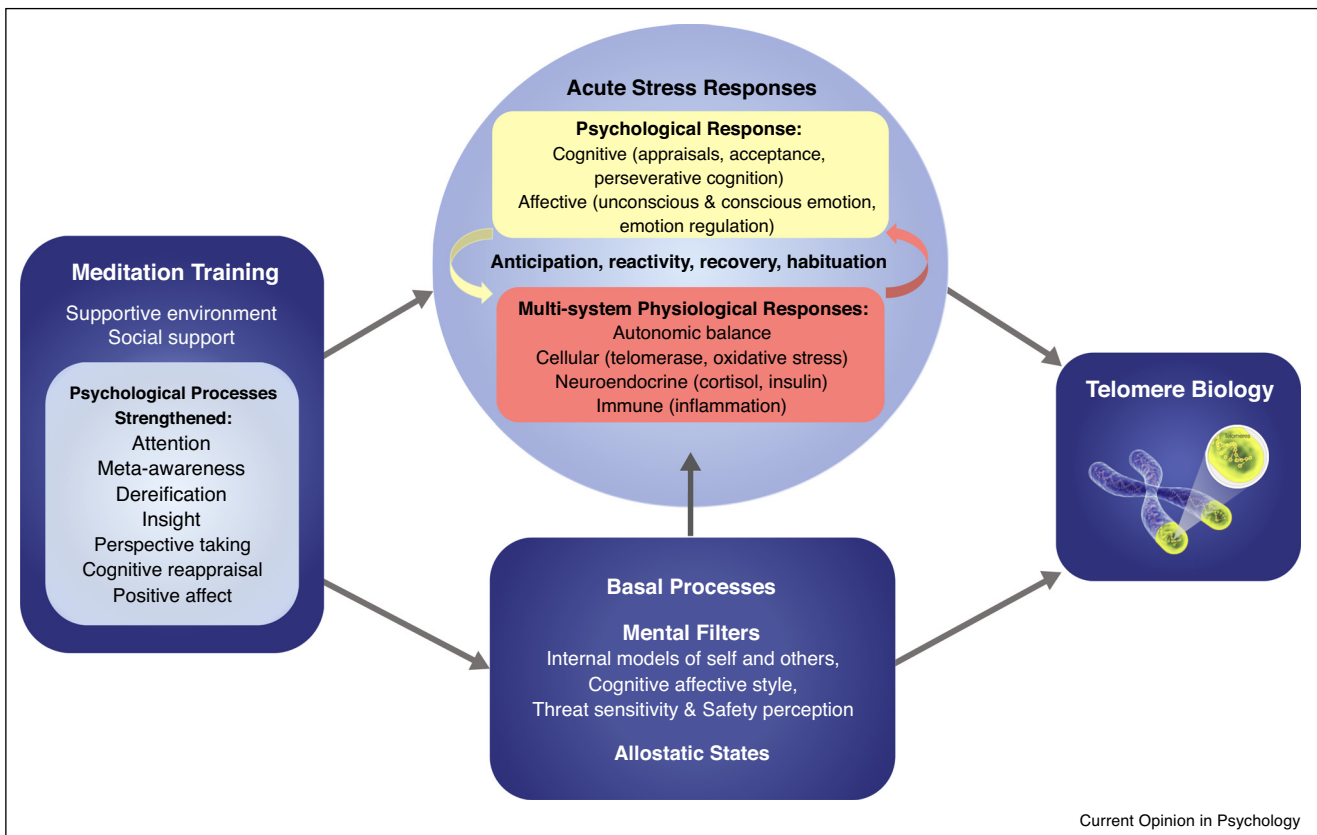 Acute Stress Responses
Psychological Response:
Cognitive (appraisals, acceptance,
perseverative cognition)
Affective (unconscious & conscious emotion,
emotion regulation)
Anticipation, reactivity, recovery, habituation
Multi-system Physiological Responses:
Autonomic balance
Cellular (telomerase, oxidative stress)
Neuroendocrine (cortisol, insulin)
Immune (inflammation)
Meditation Training
Supportive environment
Social support
Psychological Processes
Strengthened:
Attention
Meta-awareness
Dereification
Insight
Perspective taking
Cognitive reappraisal
Positive affect
Basal Processes
Mental Filters
Internal models of self and others,
Cognitive affective style,
Threat sensitivity & Safety perception
Allostatic States
Telomere Biology
Telomeres
Current Opinion in Psychology